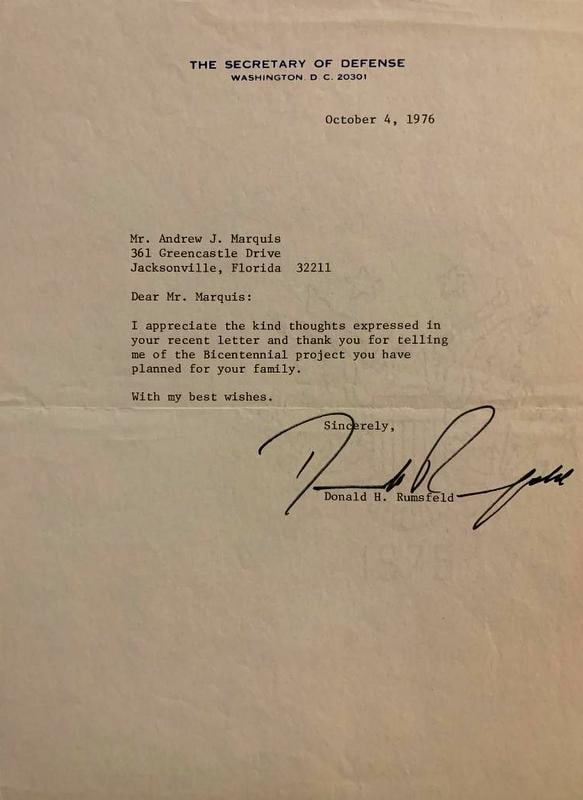 THE SECRETARY OF DEFENSE
WASHINGTON, D. C. 20301
October 4, 1976
Mr. Andrew J. Marquis
361 Greencastle Drive
Jacksonville, Florida 32211
Dear Mr. Marquis:
I appreciate the kind thoughts expressed in
your recent letter and thank you for telling
me of the Bicentennial project you have
planned for your family.
With my best wishes.
Sincerely,
Donald H. Rumsfeld